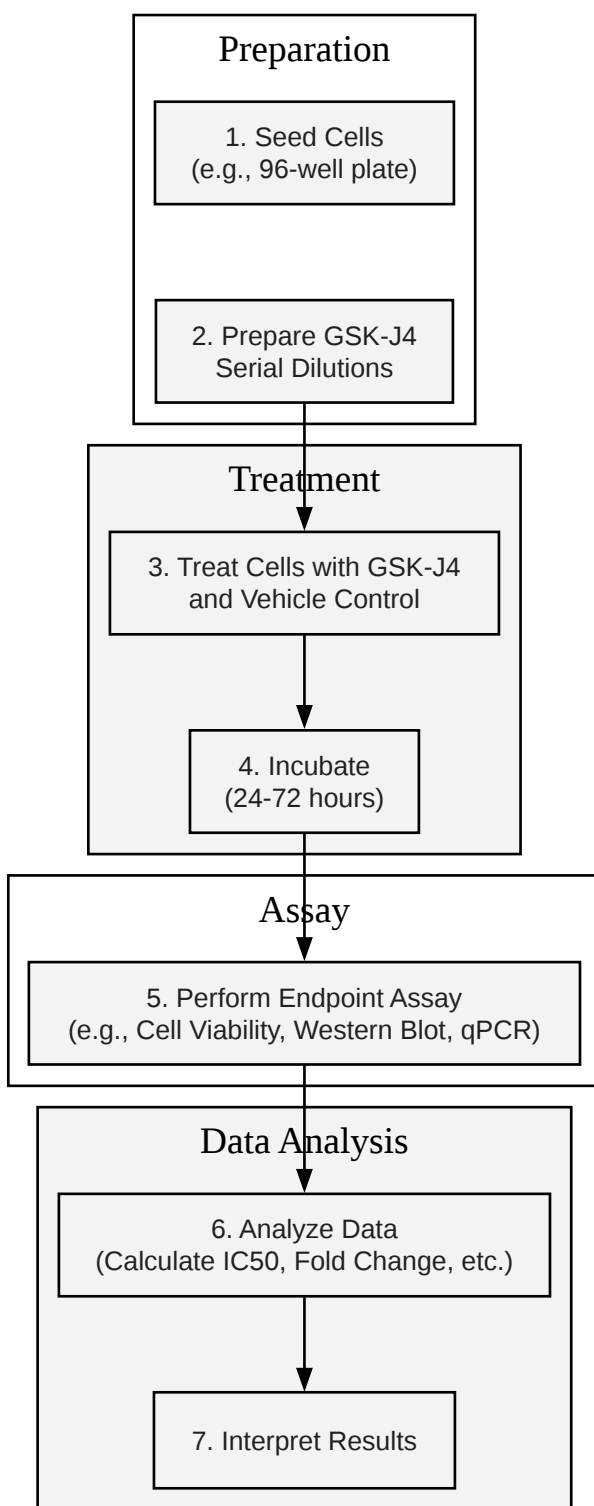 Preparation
1. Seed Cells
(e.g., 96-well plate)
2. Prepare GSK-J4
Serial Dilutions
Treatment
3. Treat Cells with GSK-J4
and Vehicle Control
4. Incubate
(24-72 hours)
Assay
5. Perform Endpoint Assay
(e.g., Cell Viability, Western Blot, qPCR)
Data Analysis
6. Analyze Data
(Calculate IC50, Fold Change, etc.)
7. Interpret Results